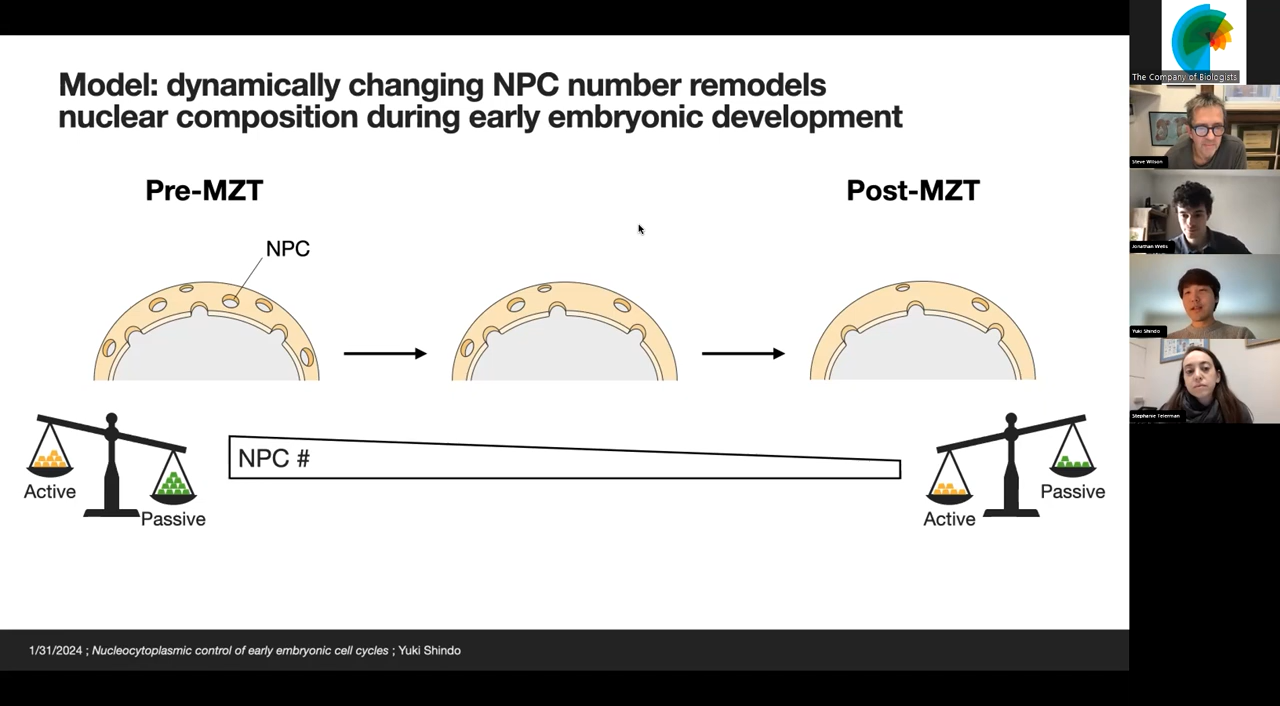 Model: dynamically changing NPC number remodels
nuclear composition during early embryonic development
Pre-MZT
Post-MZT
NPC
NPC #
Active
Passive
Active
Passive
1/31/2024 ; Nucleocytoplasmic control of early embryonic cell cycles ; Yuki Shindo
The Company of Biologists
Steve Wilson
Jonathan Wells
Yuki Shindo
Stephanie Telerman